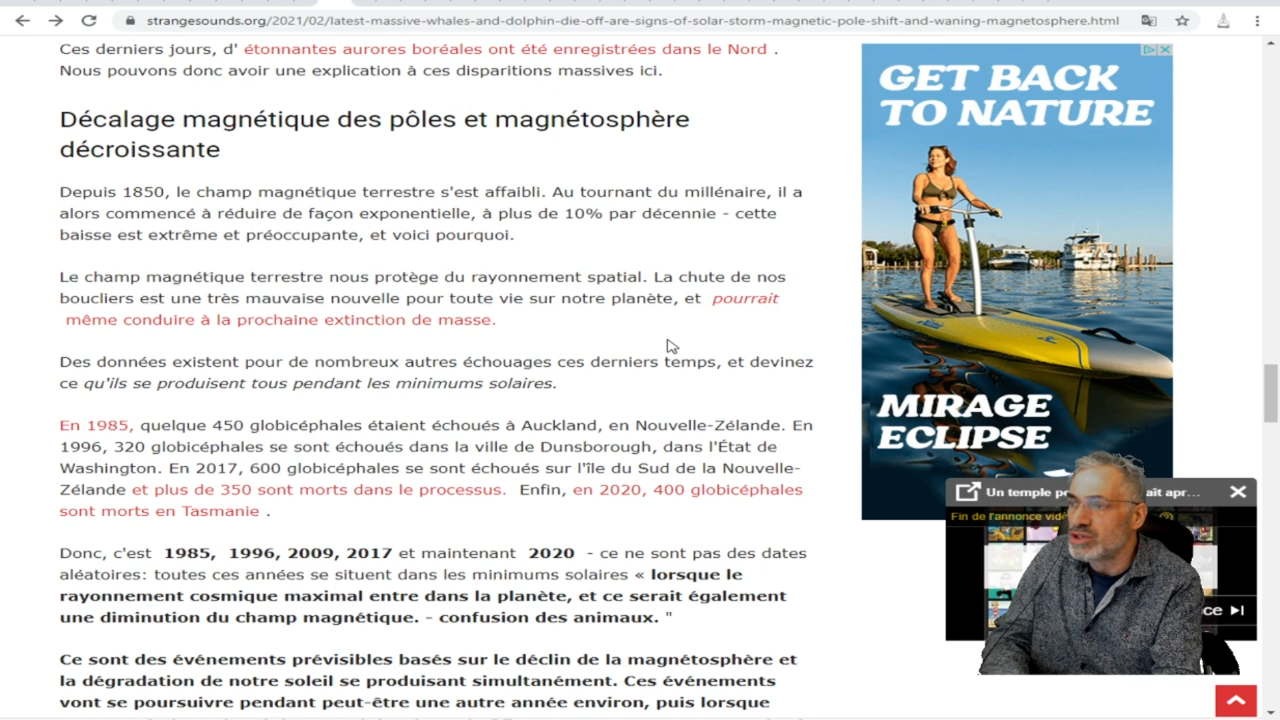 strangesounds.org/2021/02/latest-massive-whales-and-dolphin-die-off-are-signs-of-solar-storm-magnetic-pole-shift-and-waning-magnetosphere.html
Ces derniers jours, d' étonnantes aurores boréales ont été enregistrées dans le Nord .
Nous pouvons donc avoir une explication à ces disparitions massives ici.
Décalage magnétique des pôles et magnétosphère
décroissante
Depuis 1850, le champ magnétique terrestre s'est affaibli. Au tournant du millénaire, il a
alors commencé à réduire de façon exponentielle, à plus de 10% par décennie - cette
baisse est extrême et préoccupante, et voici pourquoi.
Le champ magnétique terrestre nous protège du rayonnement spatial. La chute de nos
boucliers est une très mauvaise nouvelle pour toute vie sur notre planète, et pourrait
même conduire à la prochaine extinction de masse.
Des données existent pour de nombreux autres échouages ces derniers temps, et devinez
ce qu'ils se produisent tous pendant les minimums solaires.
En 1985, quelque 450 globicéphales étaient échoués à Auckland, en Nouvelle-Zélande. En
1996, 320 globicéphales se sont échoués dans la ville de Dunsborough, dans l'État de
Washington. En 2017, 600 globicéphales se sont échoués sur l'île du Sud de la Nouvelle-
Zélande et plus de 350 sont morts dans le processus. Enfin, en 2020, 400 globicéphales
sont morts en Tasmanie .
Donc, c'est 1985, 1996, 2009, 2017 et maintenant 2020 - ce ne sont pas des dates
aléatoires: toutes ces années se situent dans les minimums solaires « lorsque le
rayonnement cosmique maximal entre dans la planète, et ce serait également
une diminution du champ magnétique. - confusion des animaux. "
Ce sont des événements prévisibles basés sur le déclin de la magnétosphère et
la dégradation de notre soleil se produisant simultanément. Ces événements
vont se poursuivre pendant peut-être une autre année environ, puis lorsque
GET BACK
TO NATURE
MIRAGE
ECLIPSE
Un temple
Fin de l'annonce